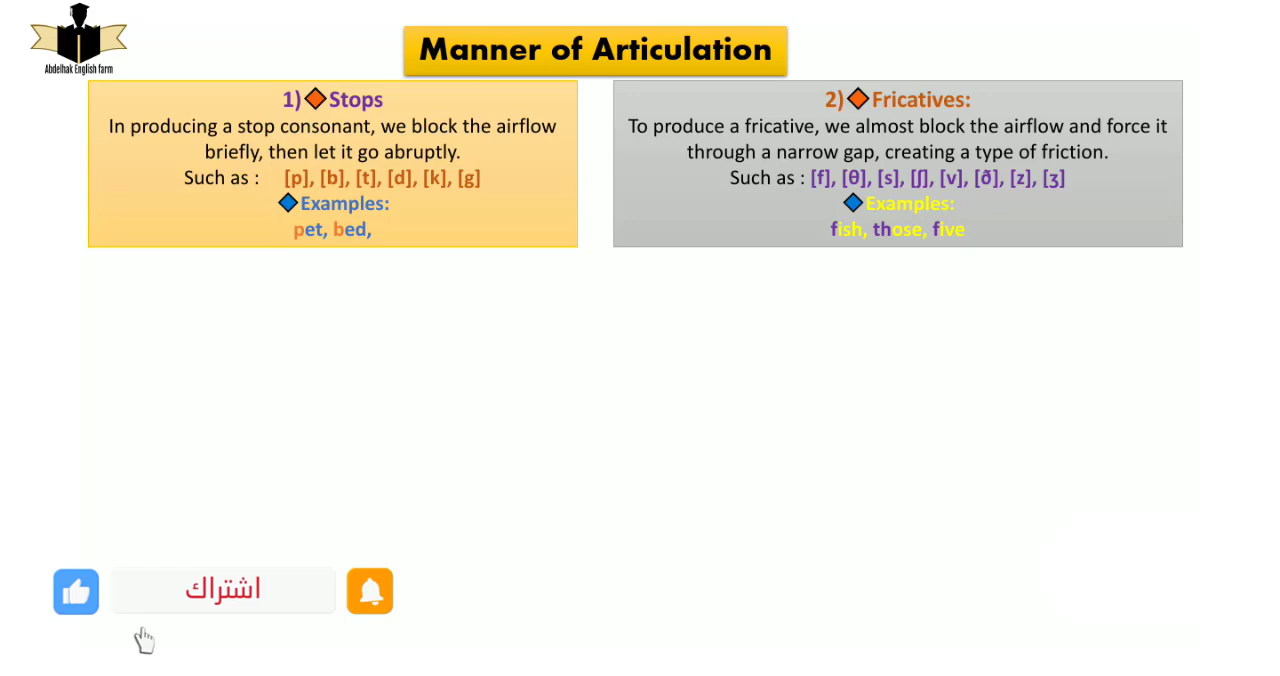 Abdelhak English farm
Manner of Articulation
1) Stops
In producing a stop consonant, we block the airflow
briefly, then let it go abruptly.
Such as : [p], [b], [t], [d], [k], [g]
Examples:
pet, bed,
2) Fricatives:
To produce a fricative, we almost block the airflow and force it
through a narrow gap, creating a type of friction.
Such as : [f], [θ], [s], [ʃ], [v], [ð], [z], [ʒ]
Examples:
fish, those, five
اشتراك